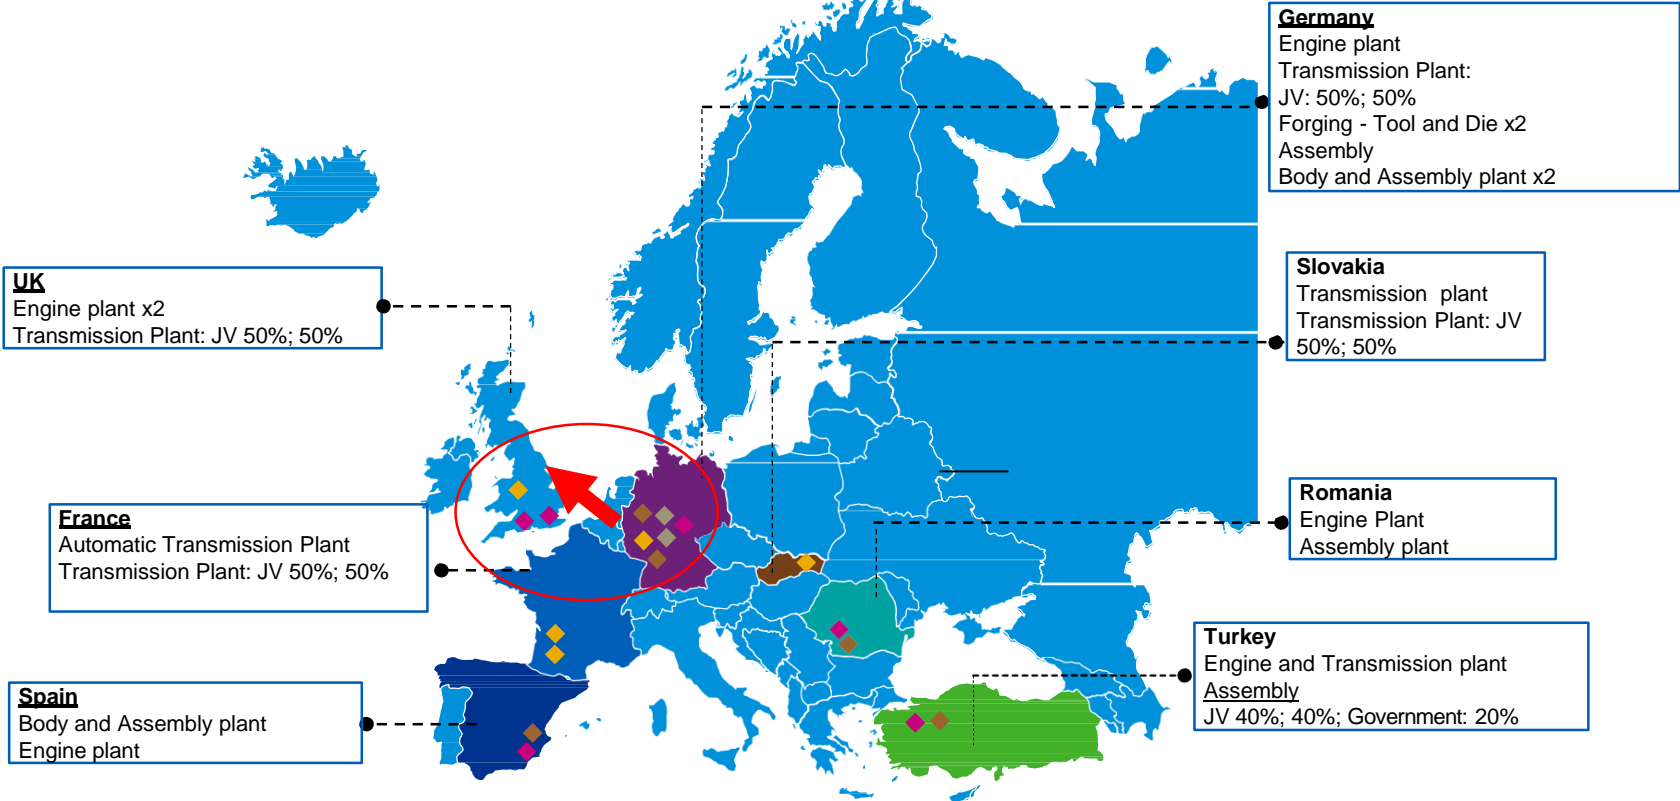 Germany
Engine plant
Transmission Plant:
JV: 50%; 50%
Forging - Tool and Die x2
Assembly
Body and Assembly plant x2
UK
Engine plant x2
Transmission Plant: JV 50%; 50%
Slovakia
Transmission plant
Transmission Plant: JV
50%; 50%
France
Automatic Transmission Plant
Transmission Plant: JV 50%; 50%
Romania
Engine Plant
Assembly plant
Turkey
Engine and Transmission plant
Assembly
JV 40%; 40%; Government: 20%
Spain
Body and Assembly plant
Engine plant